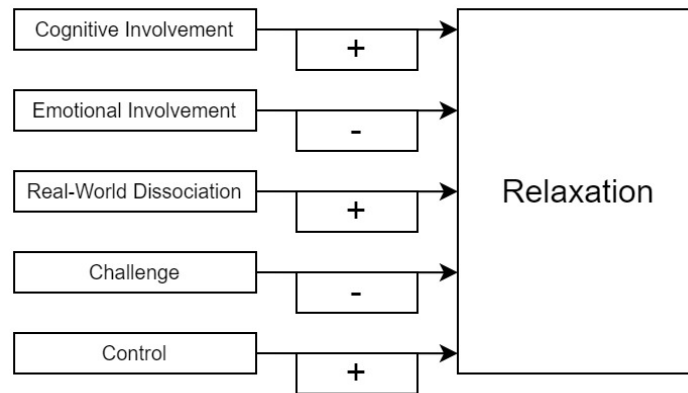 Cognitive Involvement
+
Emotional Involvement
-
Real-World Dissociation
+
Relaxation
Challenge
-
Control
+